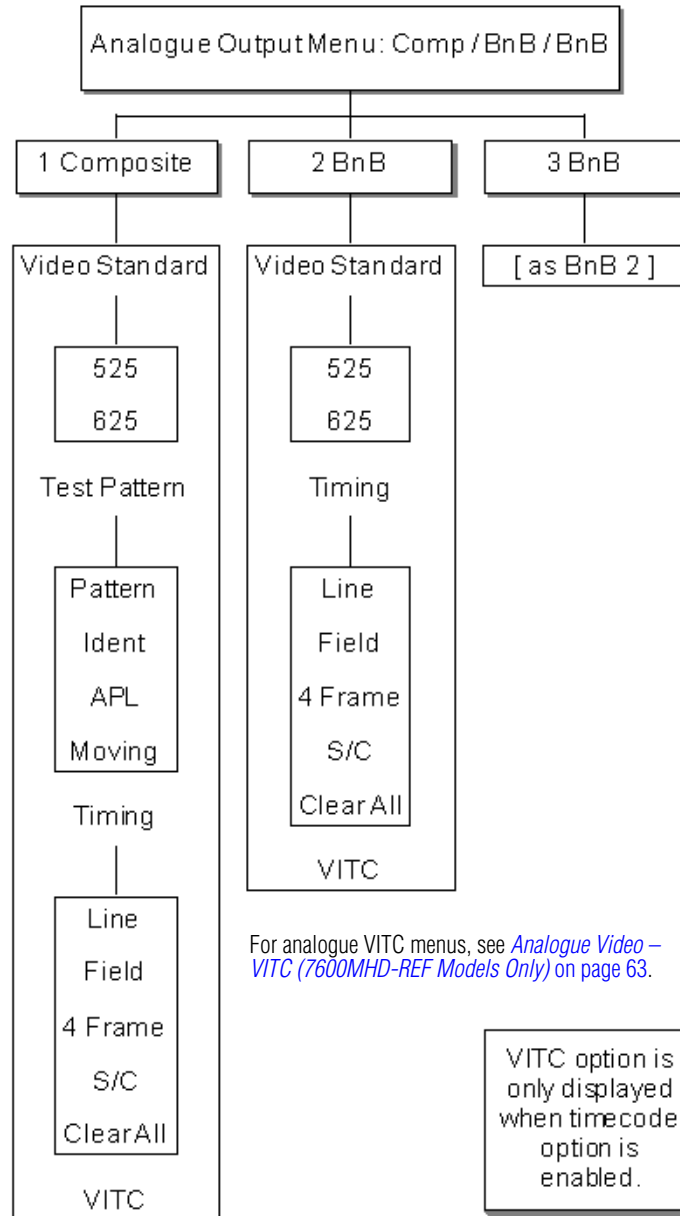 Analogue Output Menu: Comp / BnB / BnB
1 Composite
Video Standard
525
625
Test Pattern
Pattern
Ident
APL
Moving
Timing
Line
Field
4 Frame
S/C
Clear All
VITC
2 BnB
Video Standard
525
625
Timing
Line
Field
4 Frame
S/C
Clear All
VITC
3 BnB
[ as BnB 2 ]
For analogue VITC menus, see Analogue Video –
VITC (7600MHD-REF Models Only) on page 63.
VITC option is
only displayed
when timecode
option is
enabled.